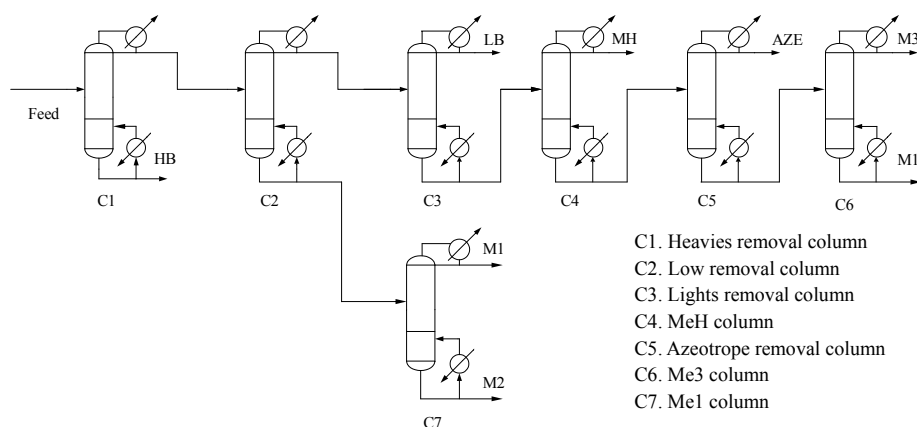 LB
MH
AZE
M3
Feed
HB
M1
C1
C2
C3
C4
C5
C6
M1
M2
C7
C1. Heavies removal column
C2. Low removal column
C3. Lights removal column
C4. MeH column
C5. Azeotrope removal column
C6. Me3 column
C7. Me1 column